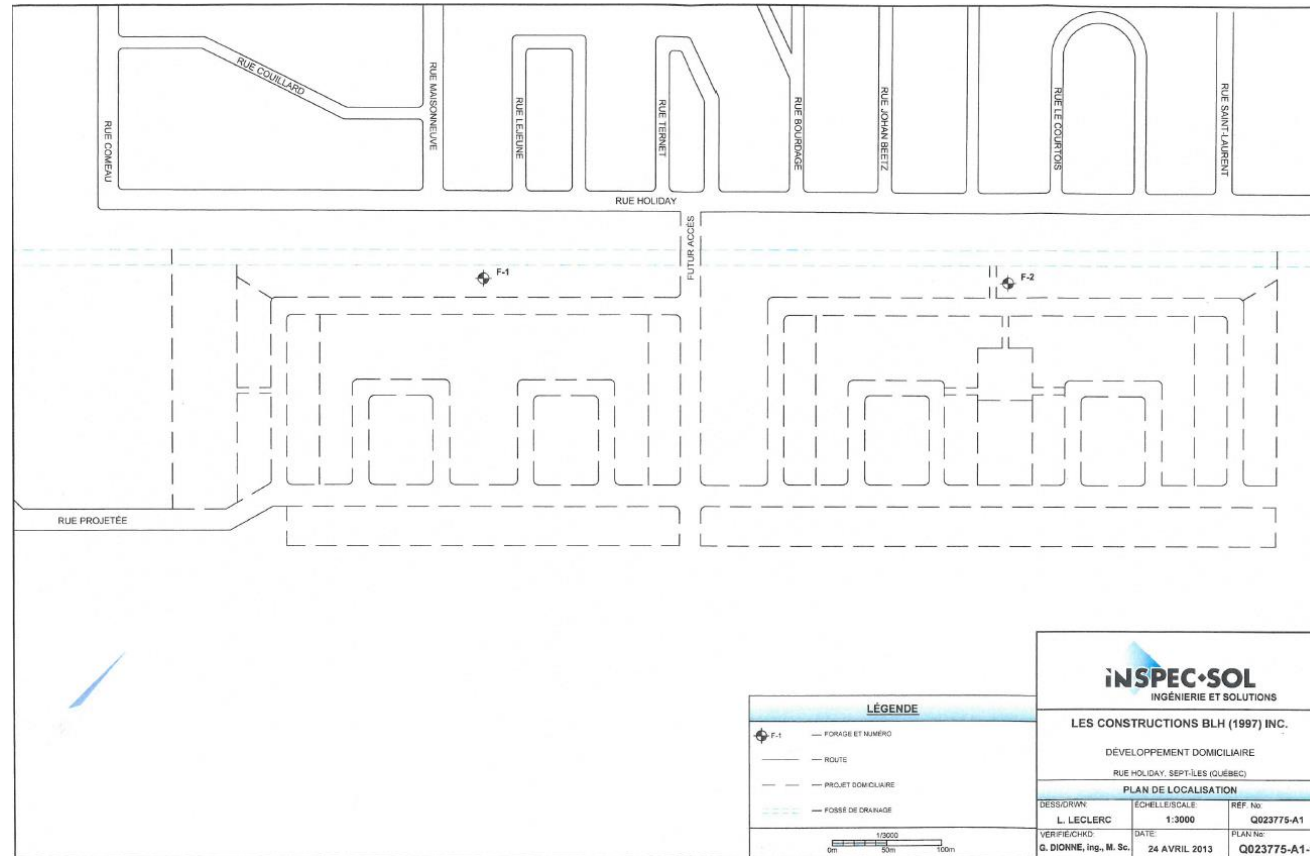 RUE COUILLARD
RUE COMEAU
RUE MAISONNEUVE
RUE LEJEUNE
RUE TERNET
RUE BOURDAGE
RUE JOHAN BEETZ
RUE LE COURTOIS
RUE SAINT-LAURENT
RUE HOLIDAY
FUTUR ACCÈS
F-1
F-2
RUE PROJETÉE
LÉGENDE
F-1 — FORAGE ET NUMÉRO
— ROUTE
— PROJET DOMICILIAIRE
— FOSSÉ DE DRAINAGE
1/3000
0m 50m 100m
INSPEC-SOL
INGÉNIERIE ET SOLUTIONS
LES CONSTRUCTIONS BLH (1997) INC.
DÉVELOPPEMENT DOMICILIAIRE
RUE HOLIDAY, SEPT-ÎLES (QUÉBEC)
PLAN DE LOCALISATION
DESS/DRWN: ÉCHELLE/SCALE: RÉF. No:
L. LECLERC 1:3000 Q023775-A1
VÉRIFIÉ/CHKD: DATE: PLAN No:
G. DIONNE, ing., M. Sc. 24 AVRIL 2013 Q023775-A1-